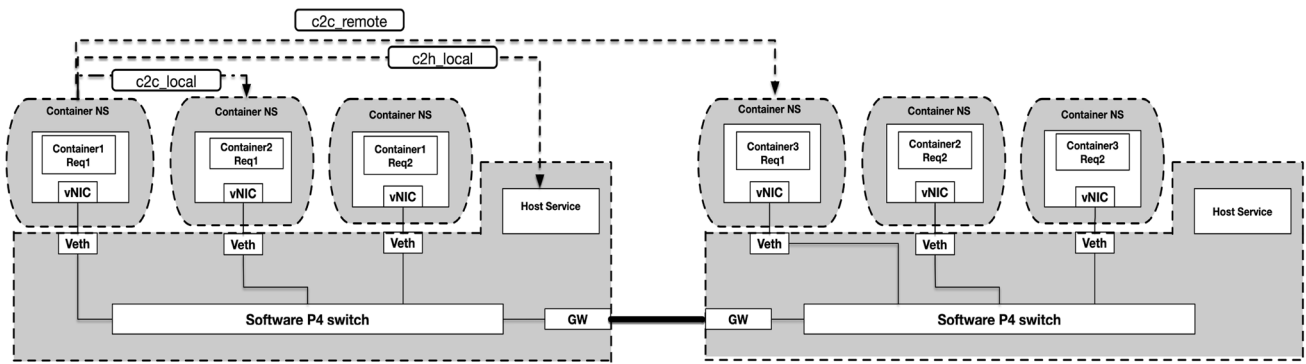 c2c_remote
c2h_local
c2c_local
Container NS
Container NS
Container NS
Container NS
Container NS
Container NS
Container1
Req1
Container2
Req1
Container1
Req2
Container3
Req1
Container2
Req2
Container3
Req2
vNIC
vNIC
vNIC
vNIC
vNIC
vNIC
Host Service
Host Service
Veth
Veth
Veth
Veth
Veth
Veth
Software P4 switch
GW
GW
Software P4 switch